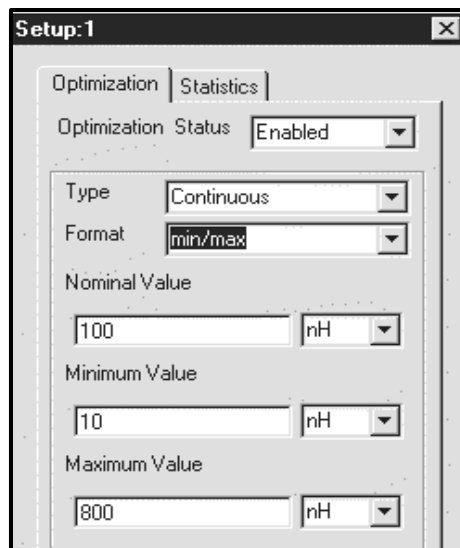 Setup:1
Optimization Statistics
Optimization Status Enabled
Type Continuous
Format min/max
Nominal Value
100 nH
Minimum Value
10 nH
Maximum Value
800 nH